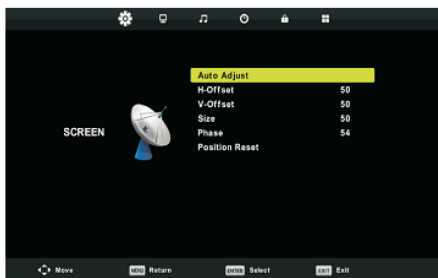 Auto Adjust
H-Offset 50
V-Offset 50
Size 50
SCREEN
Phase 54
Position Reset
Move MENU Return ENTER Select EXIT Exit